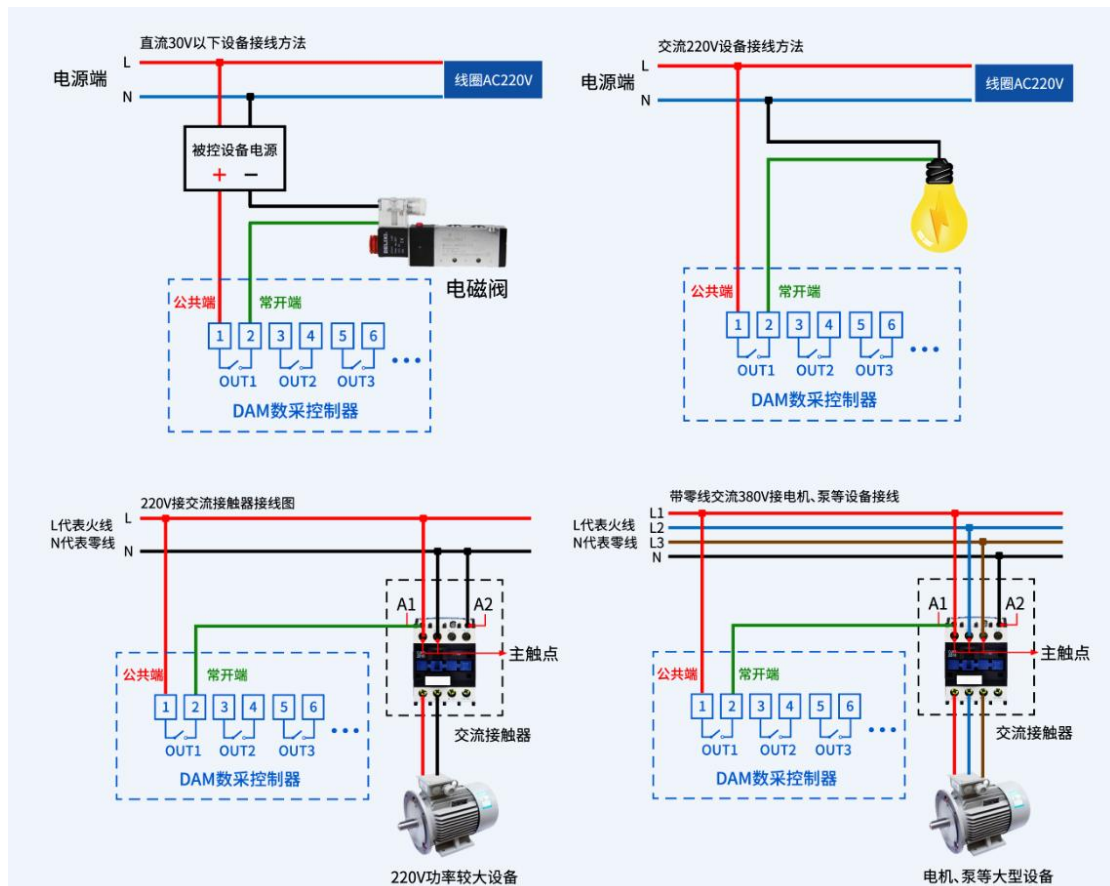 直流30V以下设备接线方法
L
电源端
N
线圈AC220V
被控设备电源
+ −
电磁阀
公共端 常开端
1 2 3 4 5 6
OUT1 OUT2 OUT3
DAM数采控制器
交流220V设备接线方法
L
电源端
N
线圈AC220V
公共端 常开端
1 2 3 4 5 6
OUT1 OUT2 OUT3
DAM数采控制器
220V接交流接触器接线图
L代表火线 L
N代表零线 N
A1 A2
主触点
公共端 常开端
1 2 3 4 5 6
OUT1 OUT2 OUT3
交流接触器
DAM数采控制器
220V功率较大设备
带零线交流380V接电机、泵等设备接线
L1
L代表火线 L2
N代表零线 L3
N
A1 A2
主触点
公共端 常开端
1 2 3 4 5 6
OUT1 OUT2 OUT3
交流接触器
DAM数采控制器
电机、泵等大型设备